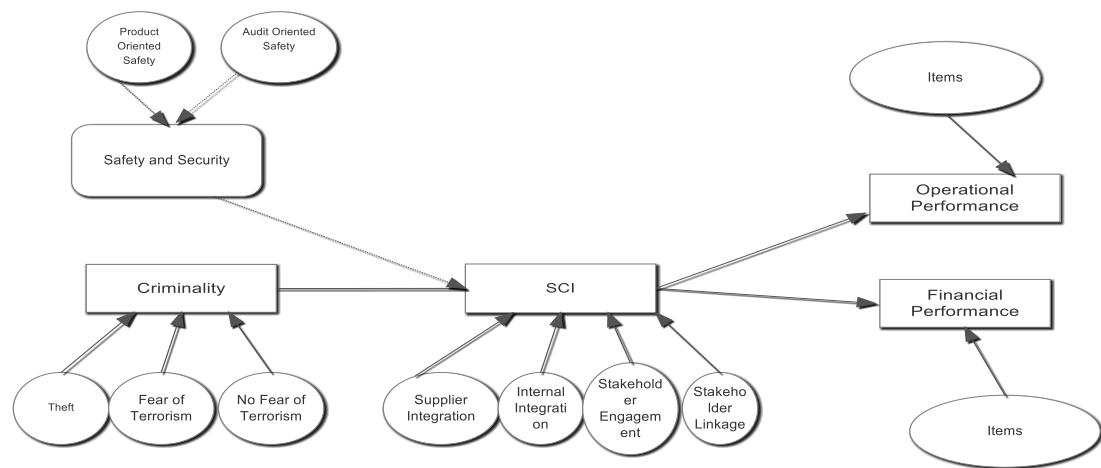 Product
Oriented
Safety
Audit Oriented
Safety
Items
Safety and Security
Operational
Performance
Criminality
SCI
Financial
Performance
Theft
Fear of
Terrorism
No Fear of
Terrorism
Supplier
Integration
Internal
Integrati
on
Stakehold
er
Engagem
ent
Stakeho
lder
Linkage
Items